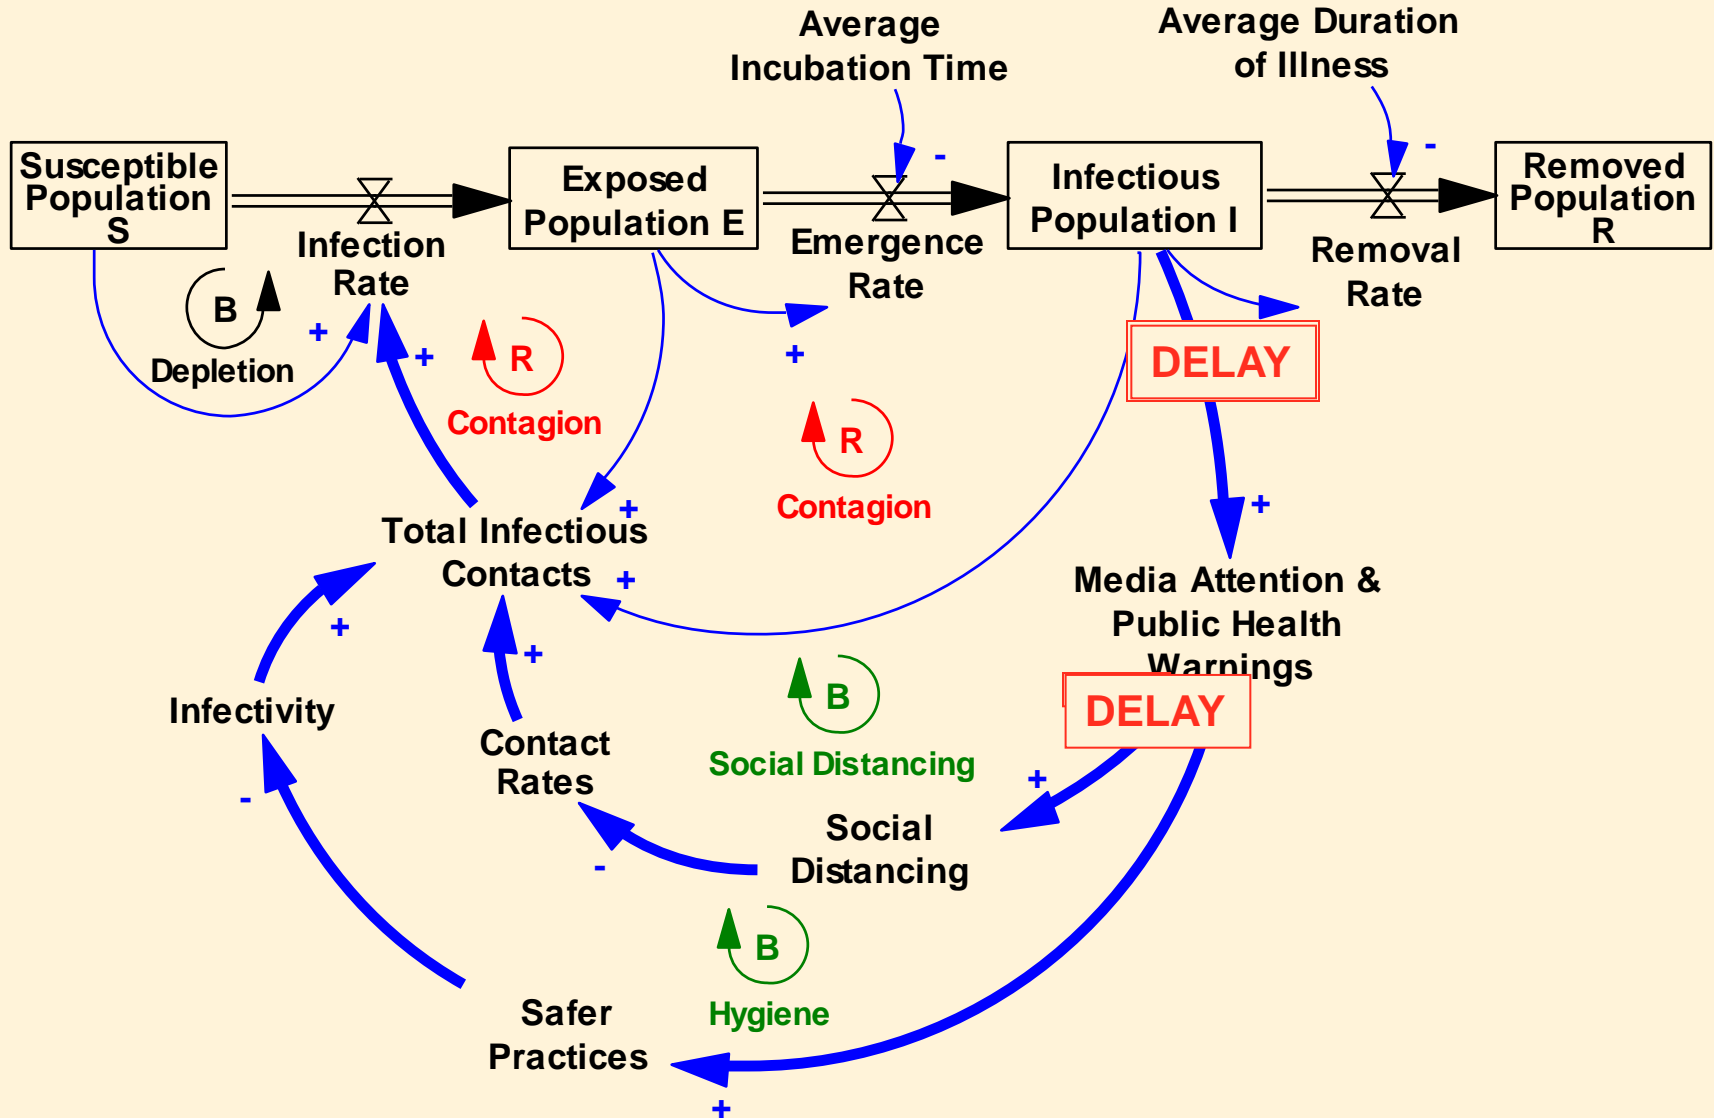 Average
Incubation Time
Average Duration
of Illness
-
-
Susceptible
Population
S
Exposed
Population E
Infectious
Population I
Removed
Population
R
Infection
Rate
Emergence
Rate
Removal
Rate
B
Depletion
+
+
R
Contagion
+
DELAY
R
Contagion
+
+
Total Infectious
Contacts
+
Media Attention &
Public Health
Warnings
+
+
B
Social Distancing
DELAY
Infectivity
Contact
Rates
-
+
Social
Distancing
-
B
Hygiene
Safer
Practices
+